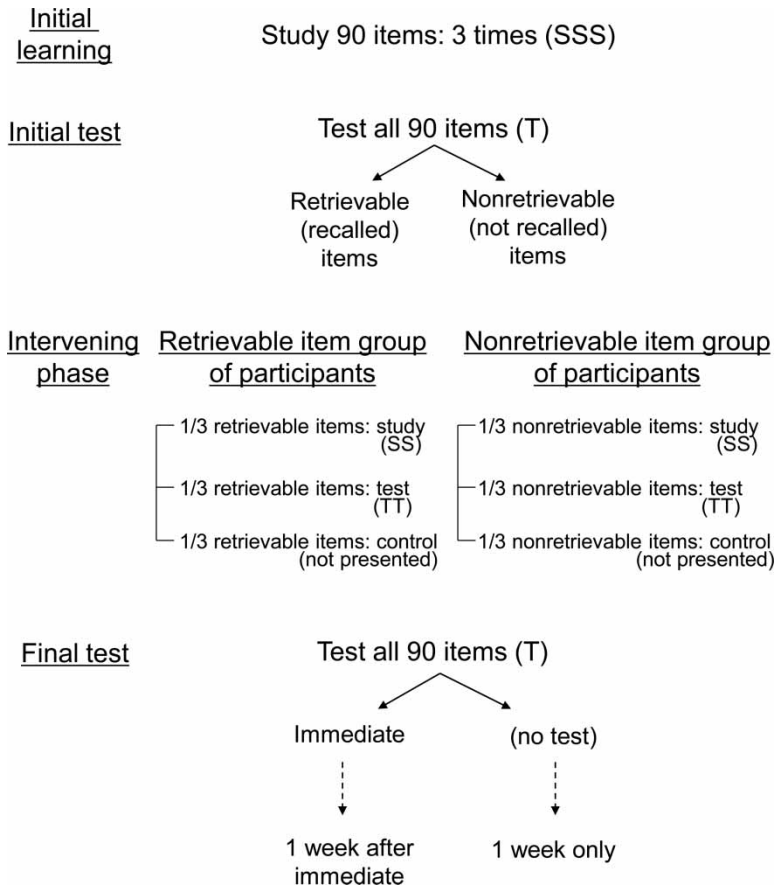 Initial
learning
Study 90 items: 3 times (SSS)
Initial test
Test all 90 items (T)
Retrievable
(recalled)
items
Nonretrievable
(not recalled)
items
Intervening
phase
Retrievable item group
of participants
1/3 retrievable items: study
(SS)
1/3 retrievable items: test
(TT)
1/3 retrievable items: control
(not presented)
Nonretrievable item group
of participants
1/3 nonretrievable items: study
(SS)
1/3 nonretrievable items: test
(TT)
1/3 nonretrievable items: control
(not presented)
Final test
Test all 90 items (T)
Immediate
(no test)
1 week after
immediate
1 week only